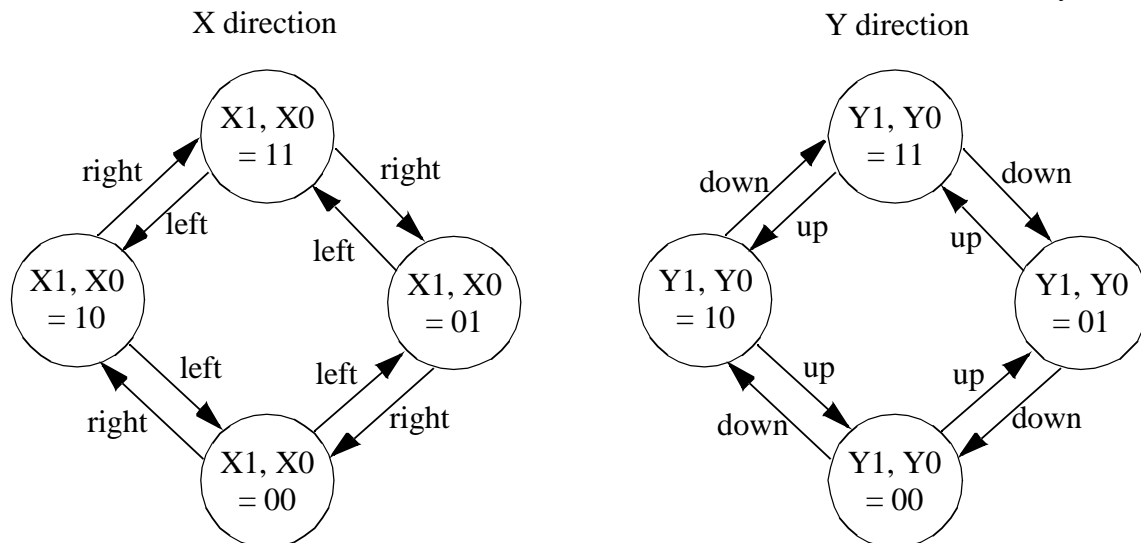 X direction
X1, X0
= 11
right
right
left
left
X1, X0
= 10
X1, X0
= 01
left
left
right
right
X1, X0
= 00
Y direction
Y1, Y0
= 11
down
down
up
up
Y1, Y0
= 10
Y1, Y0
= 01
up
up
down
down
Y1, Y0
= 00